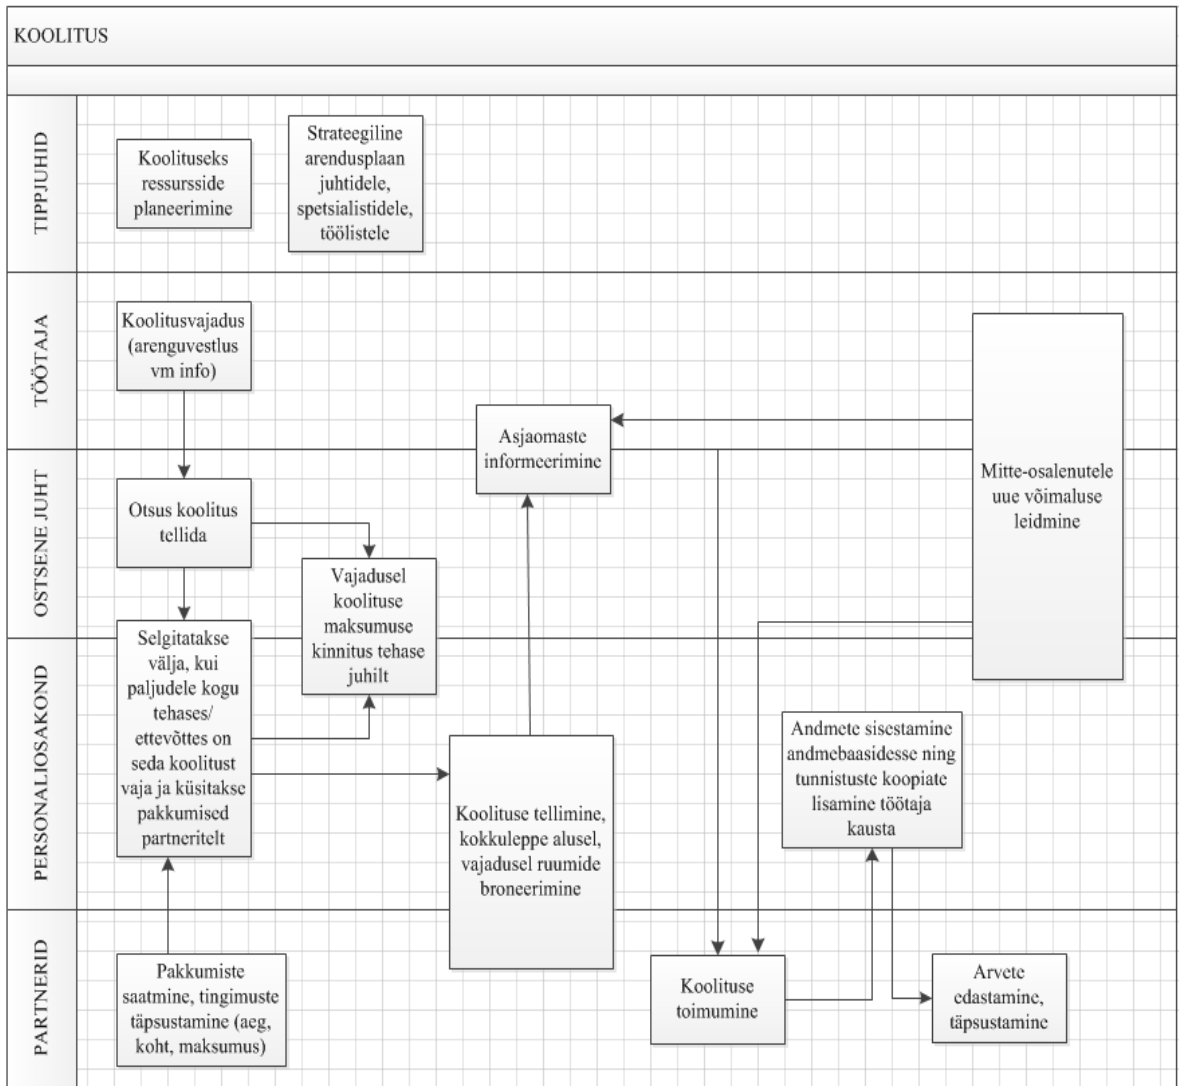 KOOLITUS
TIPPJUHID
Koolituseks
ressursside
planeerimine
Strateegiline
arendusplaan
juhtidele,
spetsialistidele,
töölistele
TÖÖTAJA
Koolitusvajadus
(arenguvestlus
vm info)
Asjaomaste
informeerimine
Mitte-osalenutele
uue võimaluse
leidmine
OSTSENE JUHT
Otsus koolitus
tellida
Vajadusel
koolituse
maksumuse
kinnitus tehase
juhilt
PERSONALIOSAKOND
Selgitatakse
välja, kui
paljudele kogu
tehases/
ettevõttes on
seda koolitust
vaja ja küsitakse
pakkumised
partneritelt
Koolituse tellimine,
kokkuleppe alusel,
vajadusel ruumide
broneerimine
Andmete sisestamine
andmebaasidesse ning
tunnistuste koopiate
lisamine töötaja
kausta
PARTNERID
Pakkumiste
saatmine, tingimuste
täpsustamine (aeg,
koht, maksumus)
Koolituse
toimumine
Arvete
edastamine,
täpsustamine